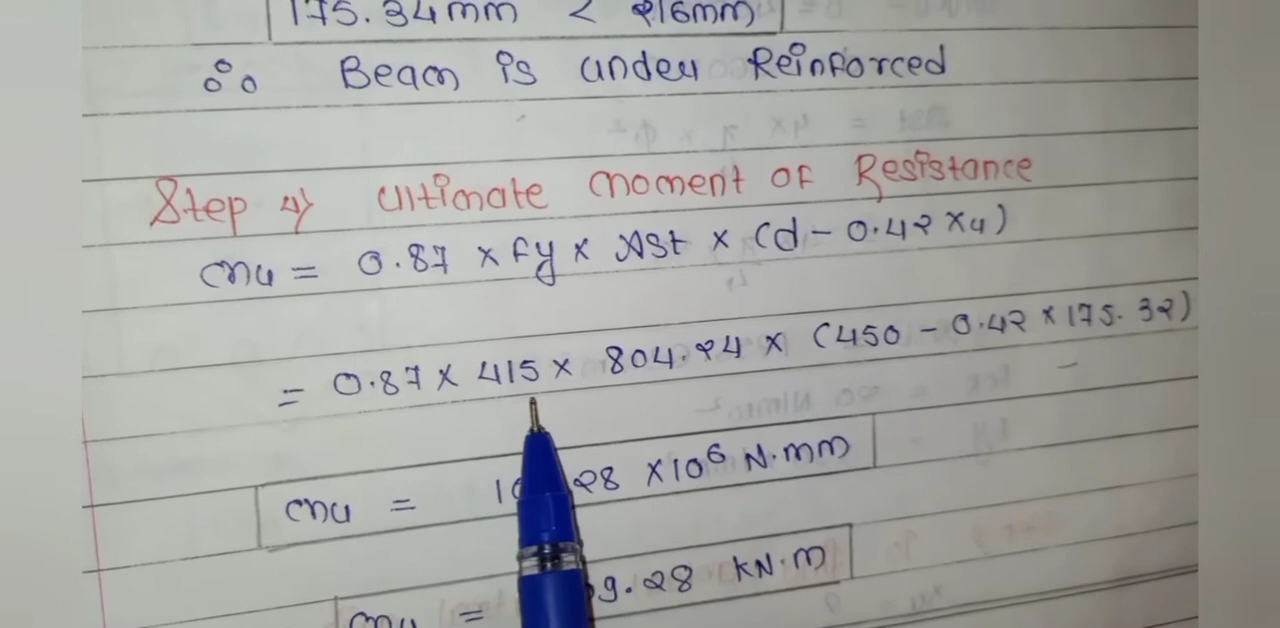 175.34mm < 216mm
∴ Beam is under Reinforced
Step 4) Ultimate moment of Resistance
mu = 0.87 × fy × Ast × (d - 0.42 xu)
= 0.87 × 415 × 804.24 × (450 - 0.42 × 175.32)
mu = 28 × 10⁶ N.mm
mu = 9.28 kN.m